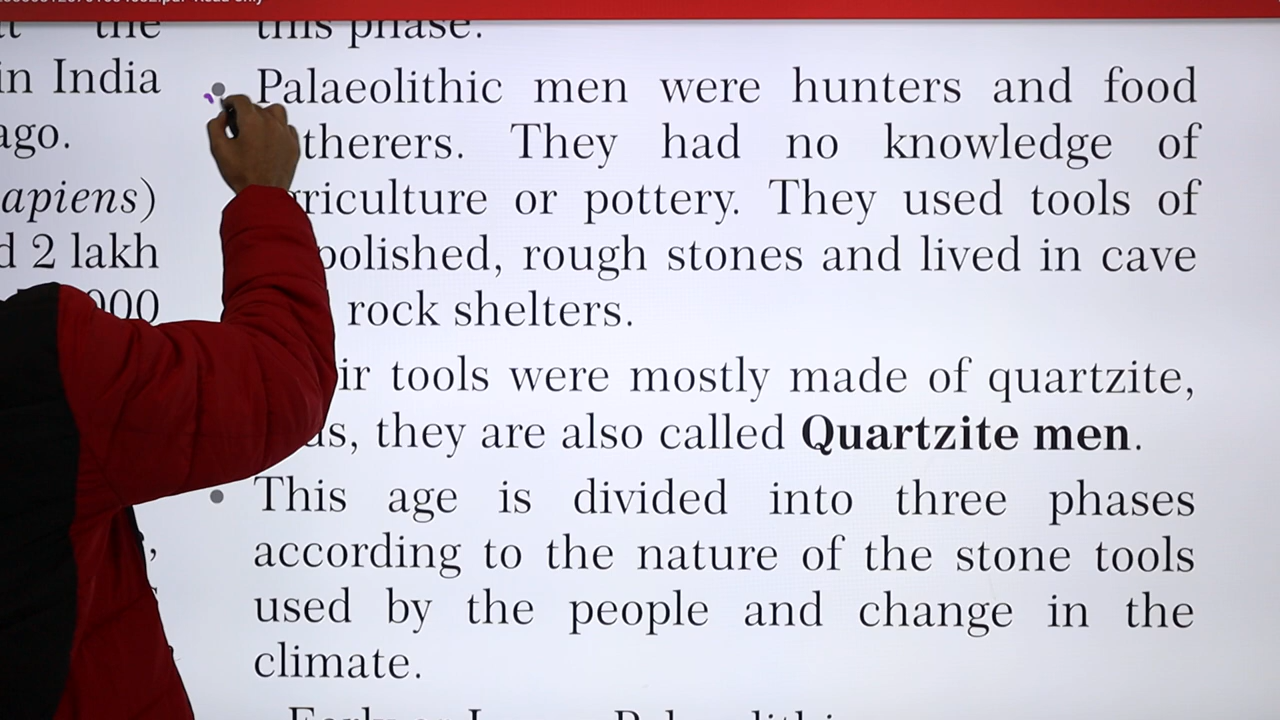 the
in India
ago.
apiens)
d 2 lakh
000
this phase.
Palaeolithic men were hunters and food
therers. They had no knowledge of
riculture or pottery. They used tools of
polished, rough stones and lived in cave
rock shelters.
ir tools were mostly made of quartzite,
us, they are also called Quartzite men.
• This age is divided into three phases
according to the nature of the stone tools
used by the people and change in the
climate.